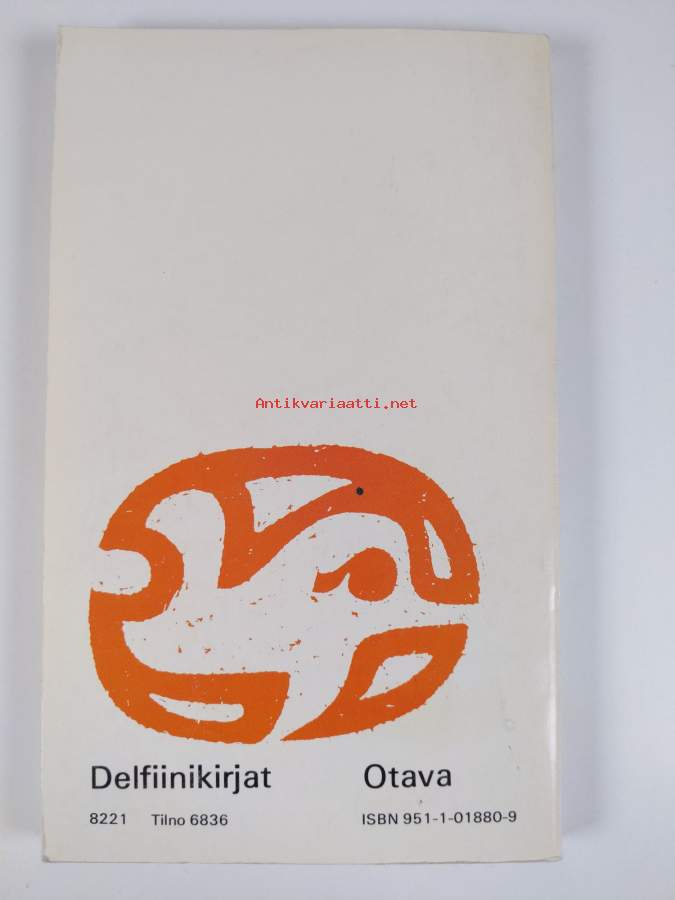 Antikvariaatti.net
Delfiinikirjat Otava
8221 Tilno 6836 ISBN 951-1-01880-9